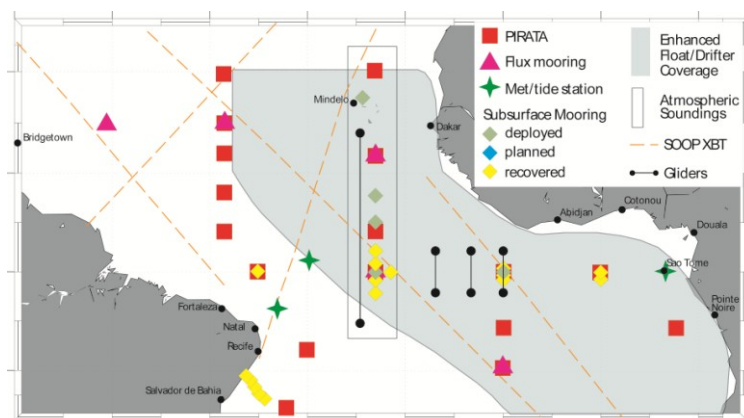 PIRATA
Flux mooring
Met/tide station
Subsurface Mooring
deployed
planned
recovered
Enhanced
Float/Drifter
Coverage
Atmospheric
Soundings
SOOP XBT
Gliders
Mindelo
Bridgetown
Dakar
Cotonou
Abidjan
Douala
Sao Tome
Pointe
Noire
Fortaleza
Natal
Recife
Salvador de Bahia